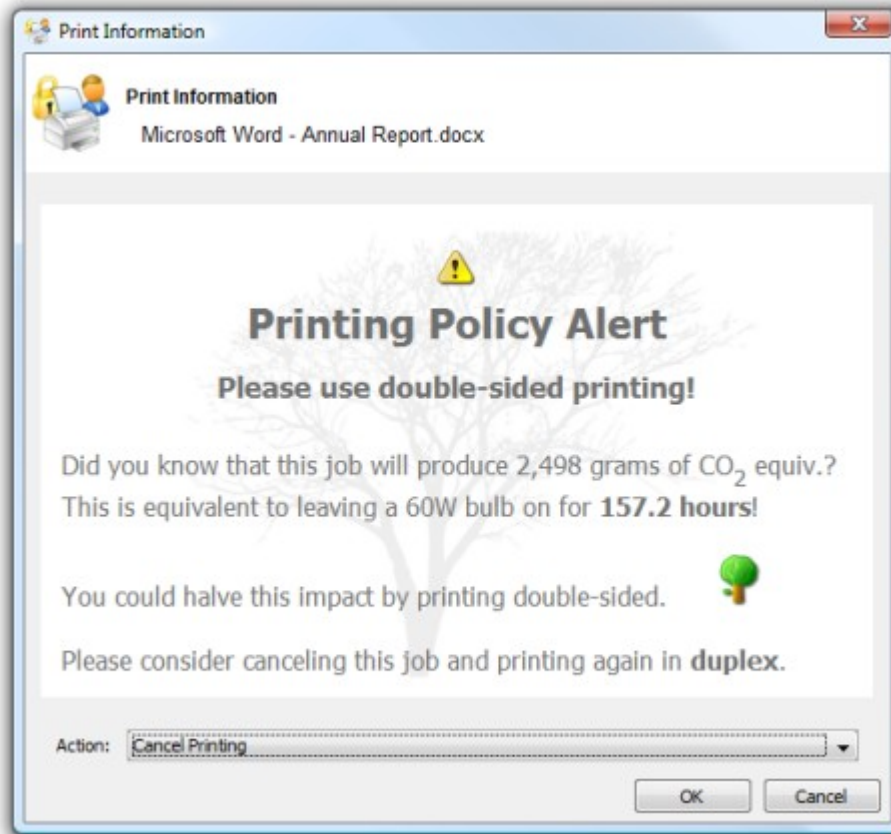 Print Information
Print Information
Microsoft Word - Annual Report.docx
Printing Policy Alert
Please use double-sided printing!
Did you know that this job will produce 2,498 grams of CO₂ equiv.?
This is equivalent to leaving a 60W bulb on for 157.2 hours!
You could halve this impact by printing double-sided.
Please consider canceling this job and printing again in duplex.
Action: Cancel Printing
OK Cancel